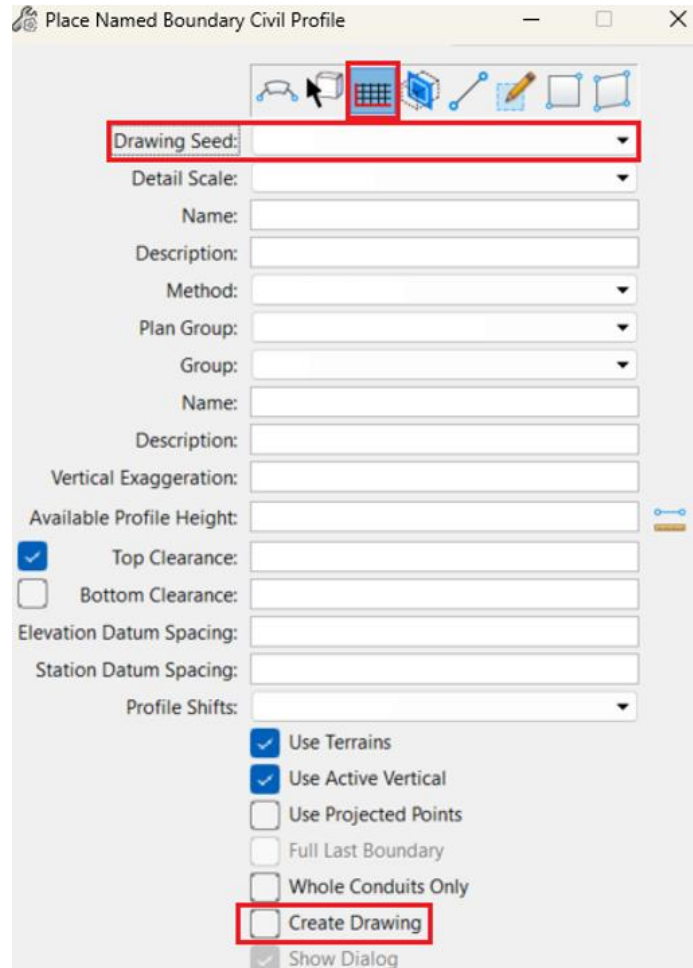 Place Named Boundary Civil Profile
Drawing Seed:
Detail Scale:
Name:
Description:
Method:
Plan Group:
Group:
Name:
Description:
Vertical Exaggeration:
Available Profile Height:
Top Clearance:
Bottom Clearance:
Elevation Datum Spacing:
Station Datum Spacing:
Profile Shifts:
Use Terrains
Use Active Vertical
Use Projected Points
Full Last Boundary
Whole Conduits Only
Create Drawing
Show Dialog